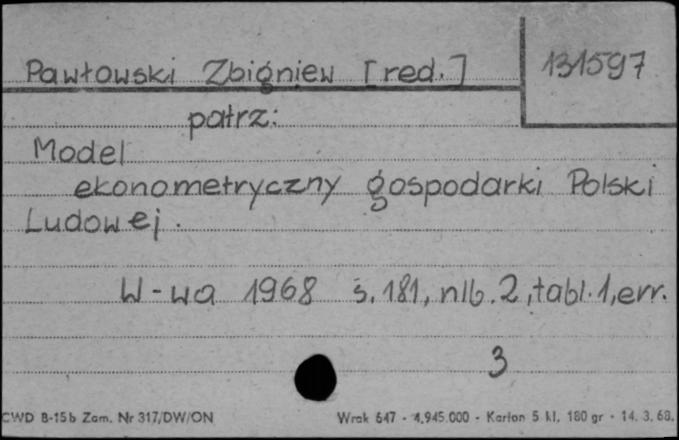 Pawłowski Zbigniew [red.]
131597
patrz:
Model
ekonometryczny gospodarki Polski
Ludowej.
W-wa 1968 s. 181, nlb. 2, tabl. 1, err.
3
CWD B-15b Zam. Nr 317/DW/ON
Wrak 647 - 4.945.000 - Karton 5 kl. 180 gr - 14. 3. 68.